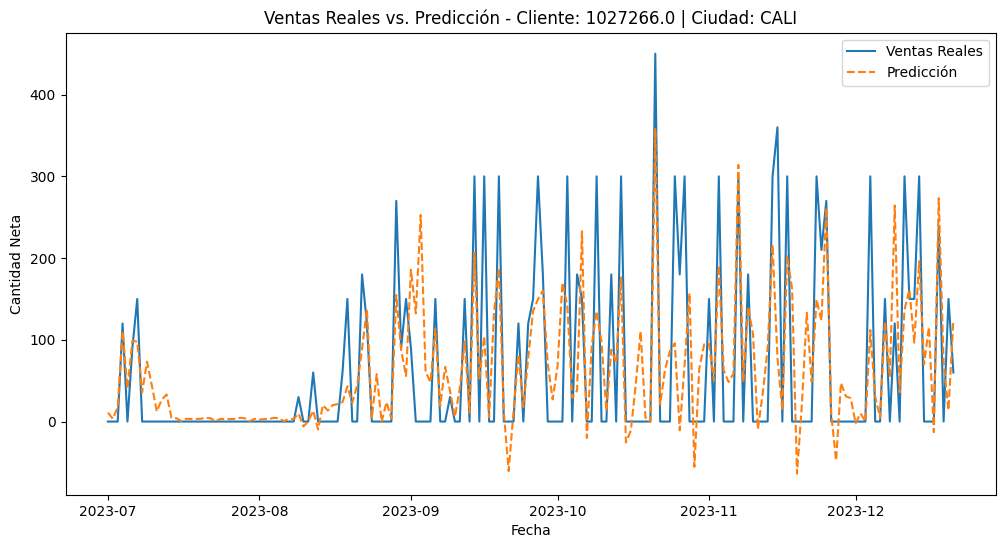 Ventas Reales vs. Predicción - Cliente: 1027266.0 | Ciudad: CALI
Ventas Reales
Predicción
Cantidad Neta
400
300
200
100
0
2023-07
2023-08
2023-09
2023-10
2023-11
2023-12
Fecha